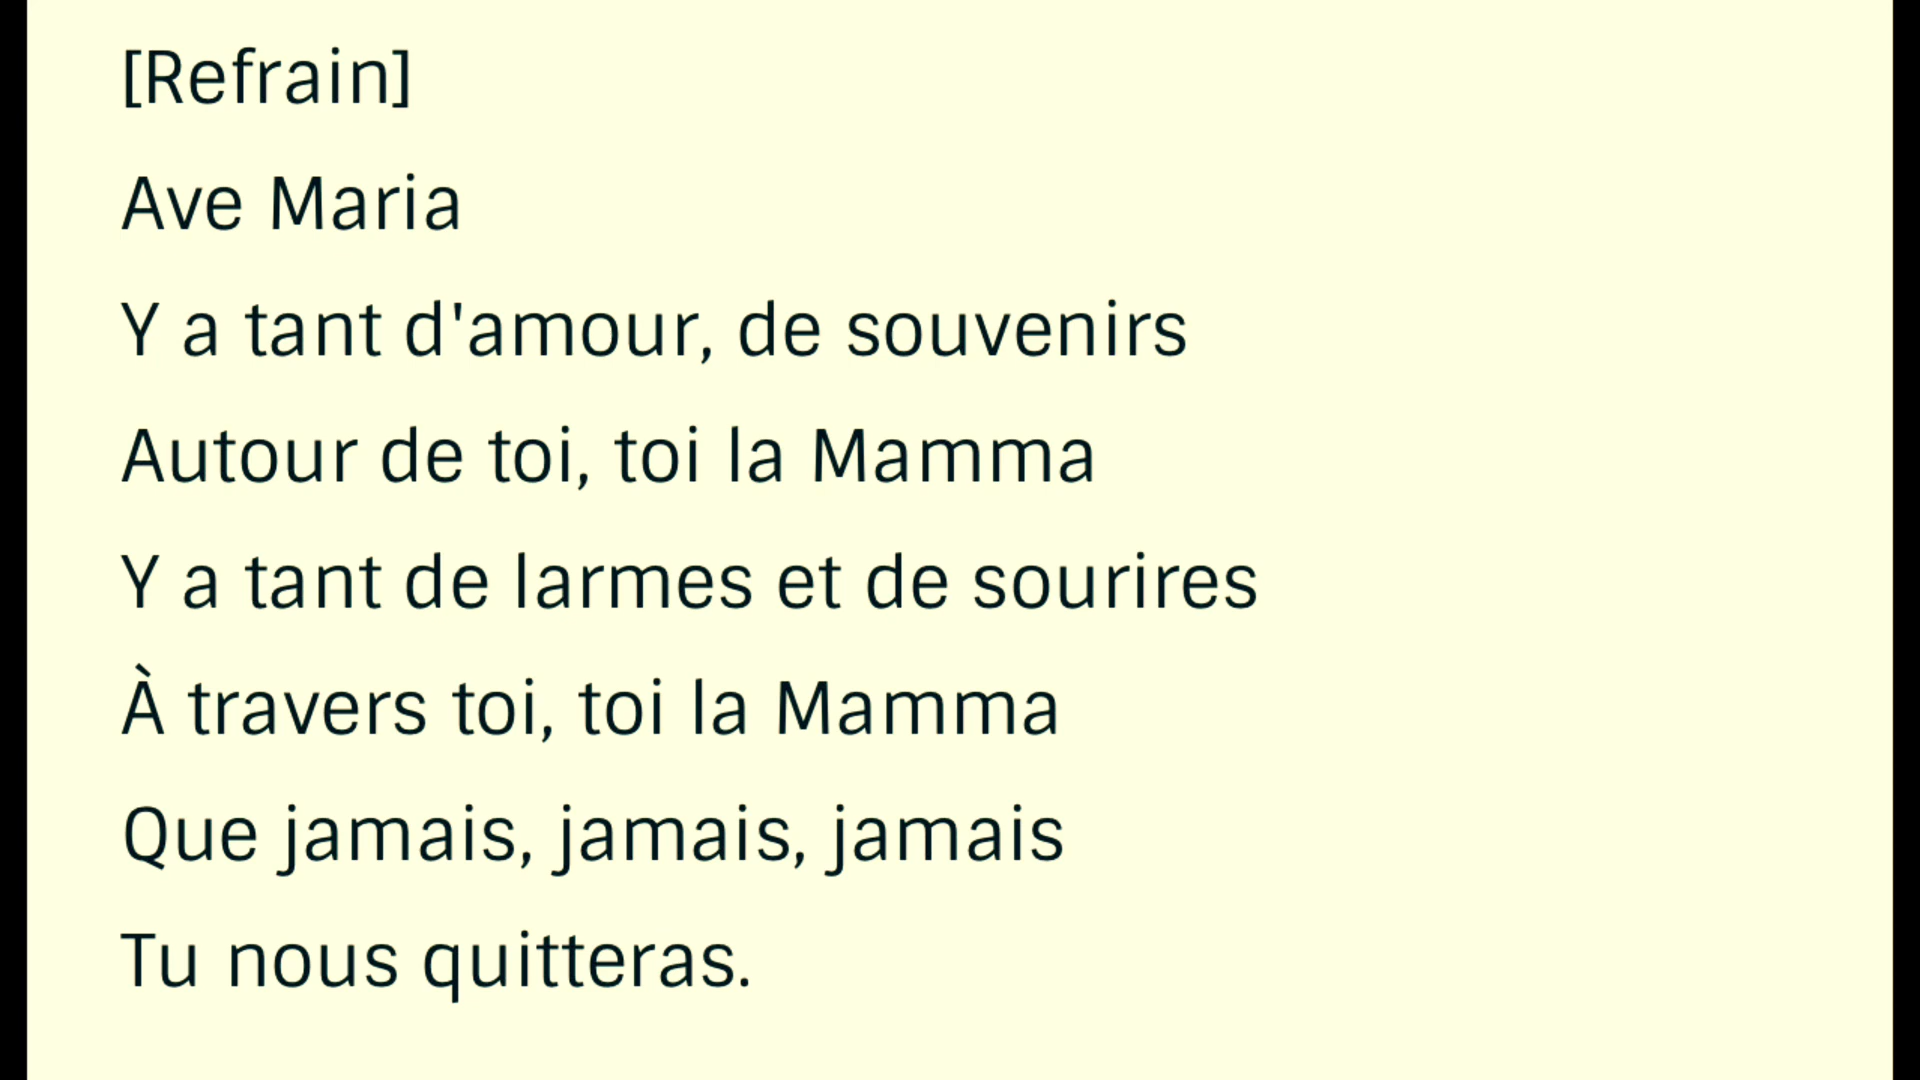 [Refrain]
Ave Maria
Y a tant d'amour, de souvenirs
Autour de toi, toi la Mamma
Y a tant de larmes et de sourires
À travers toi, toi la Mamma
Que jamais, jamais, jamais
Tu nous quitteras.